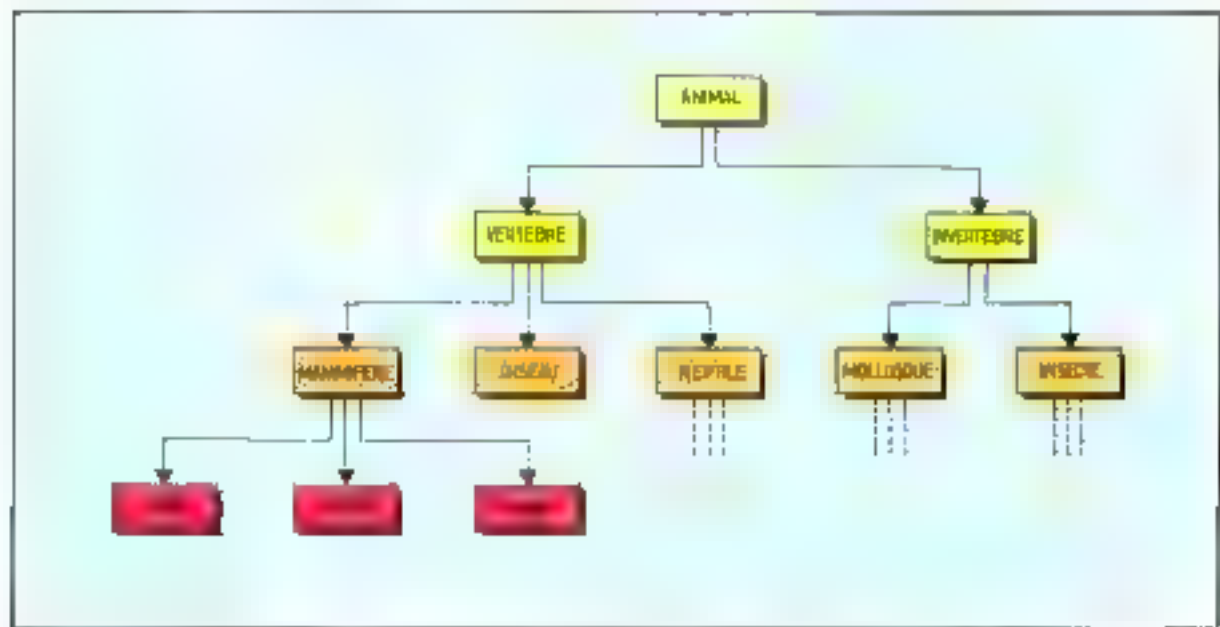 ANIMAL
VERTEBRE
INVERTEBRE
MAMMIFERE
OISEAU
REPTILE
MOLLUSQUE
INSECTE